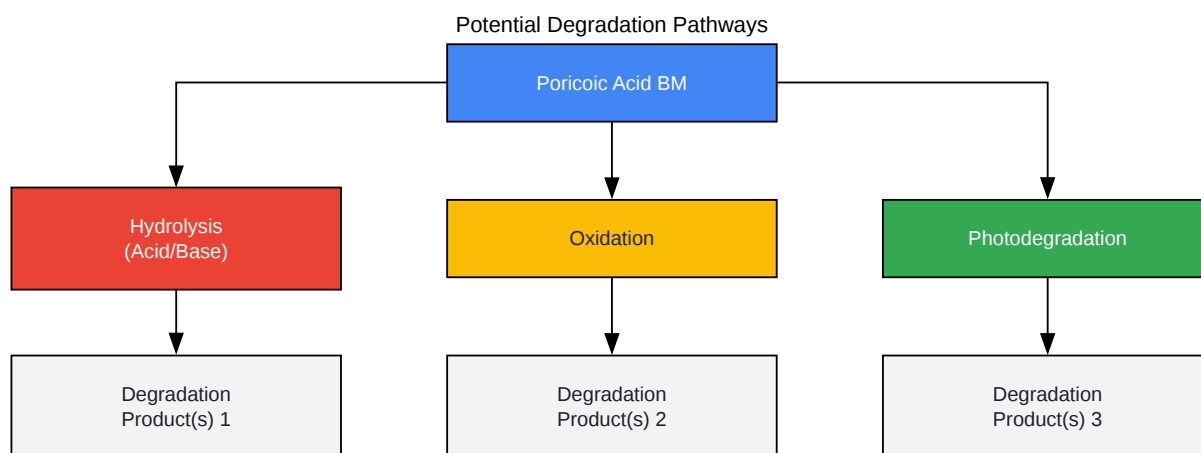 Potential Degradation Pathways
Poricoic Acid BM
Hydrolysis
(Acid/Base)
Oxidation
Photodegradation
Degradation
Product(s) 1
Degradation
Product(s) 2
Degradation
Product(s) 3